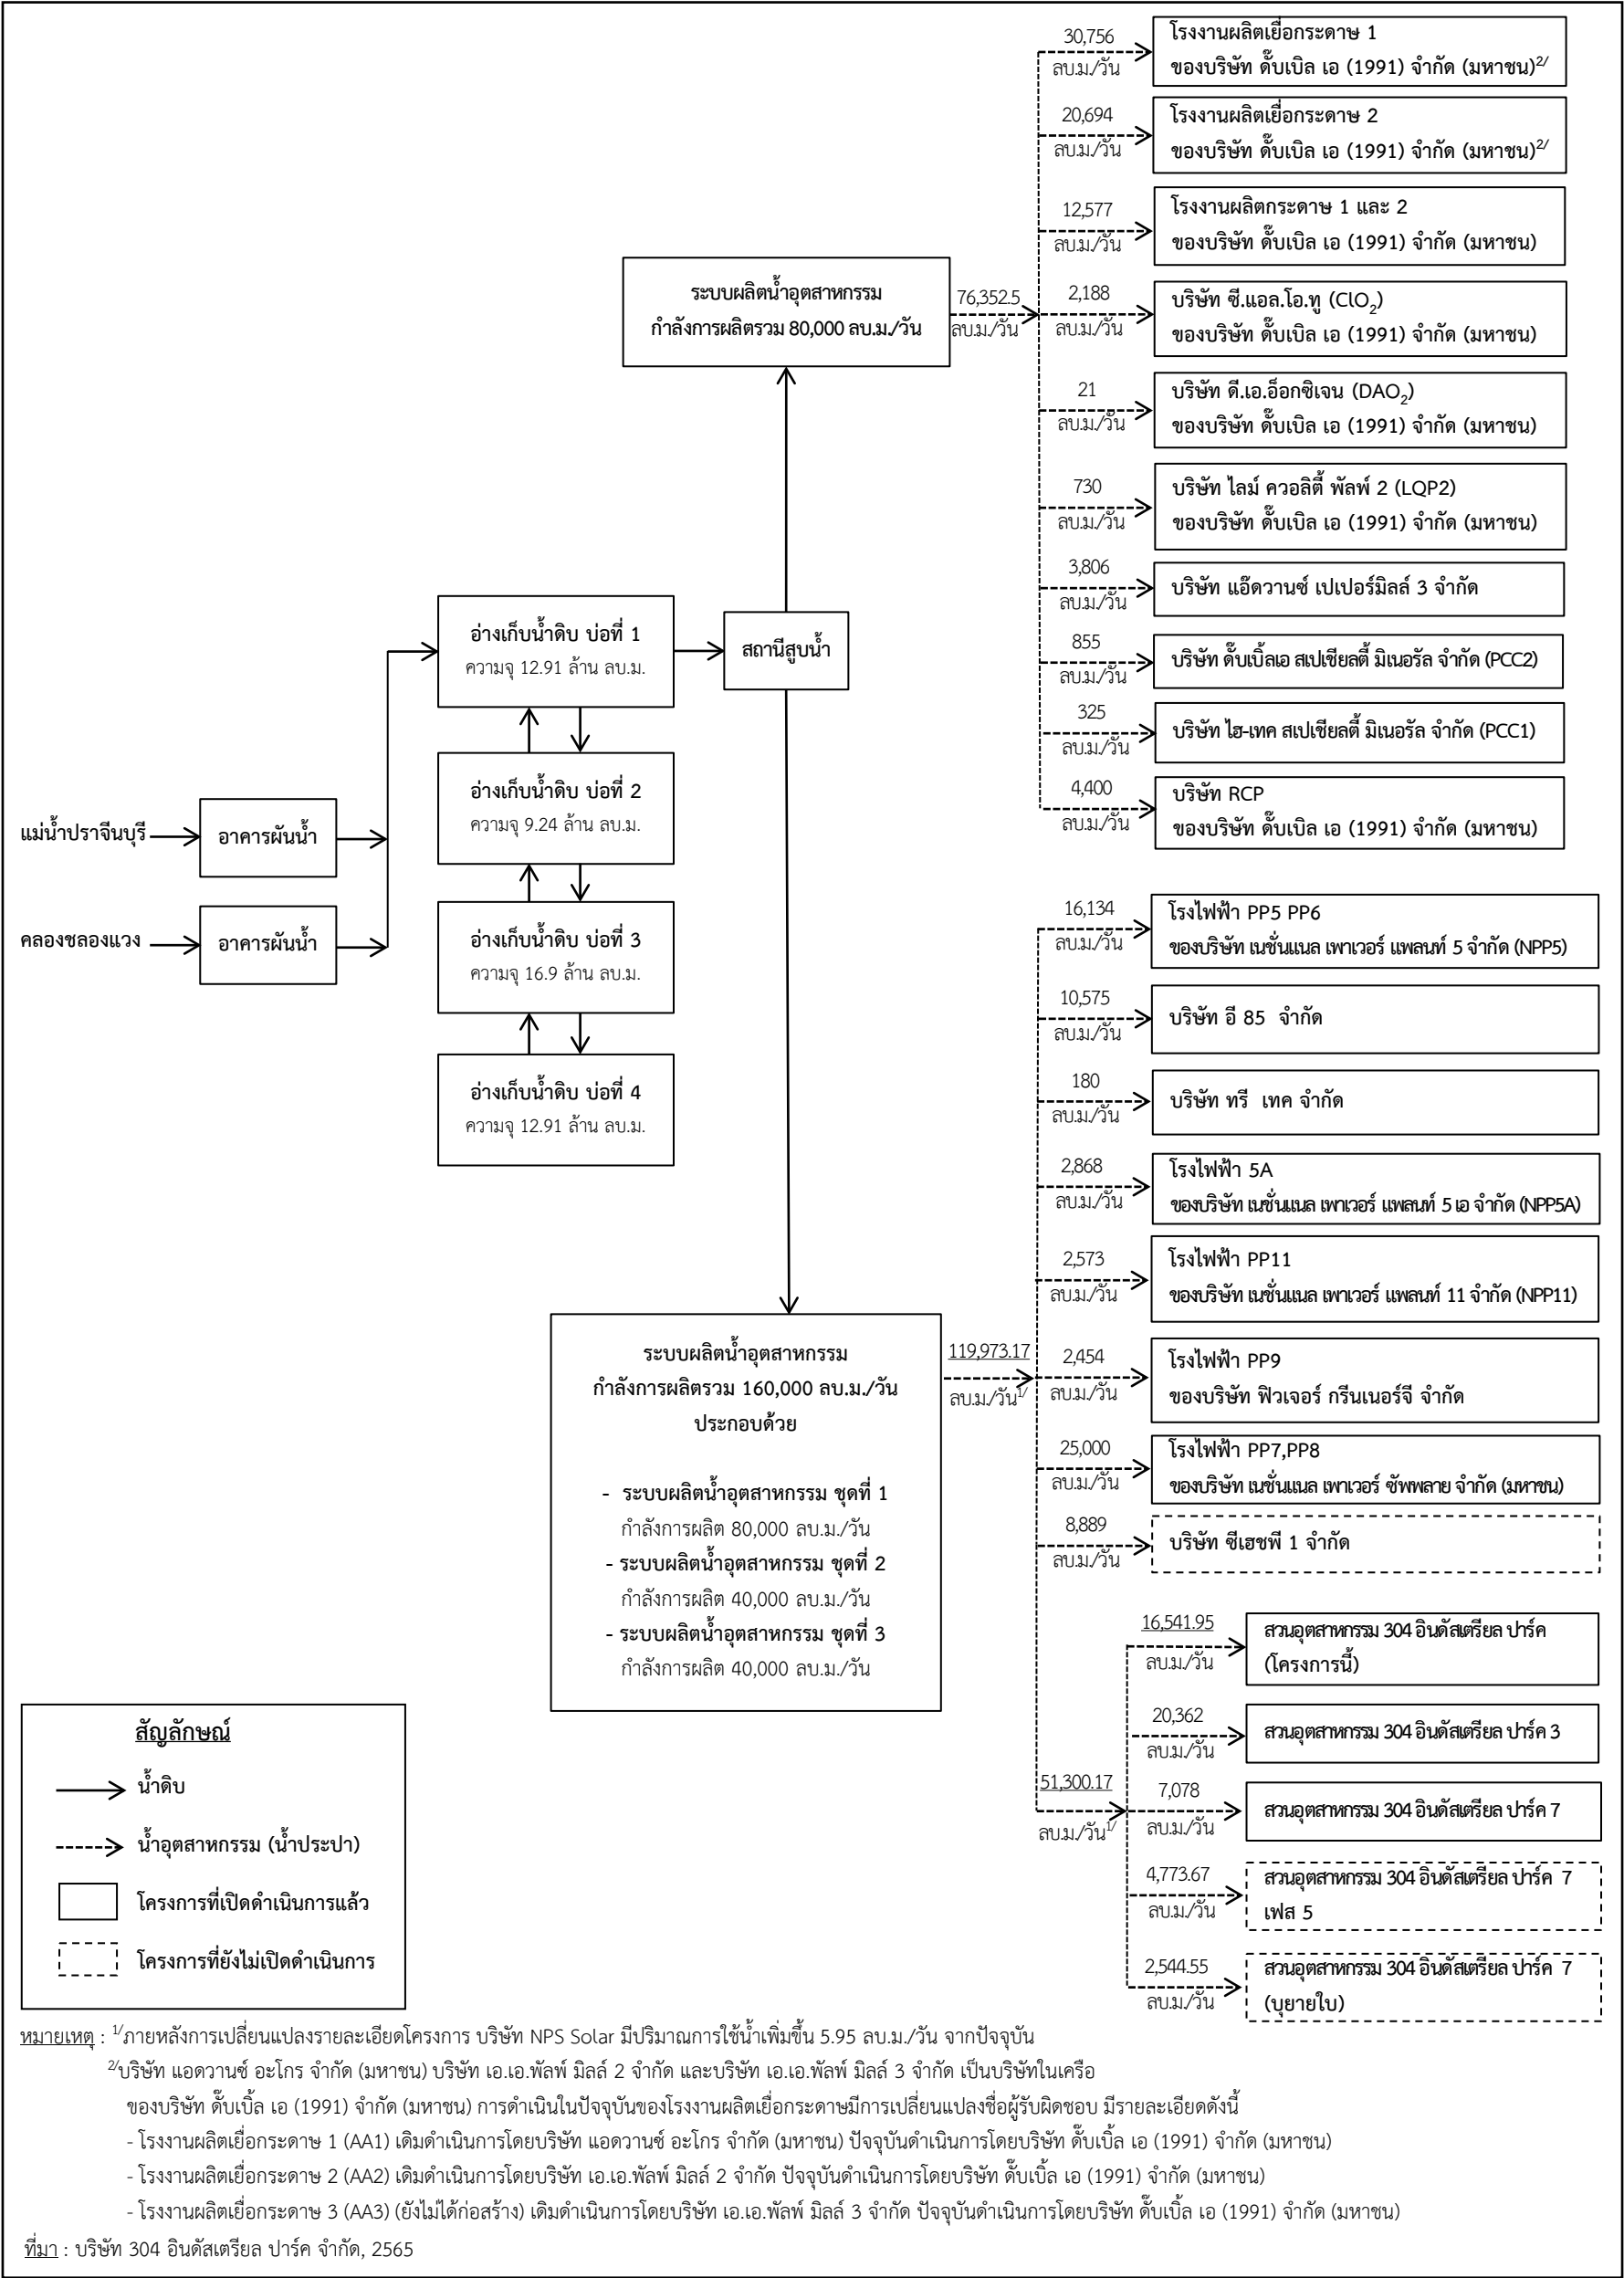 30,756
ลบ.ม./วัน
โรงงานผลิตเยื่อกระดาษ 1
ของบริษัท ดั๊บเบิล เอ (1991) จำกัด (มหาชน)2/
20,694
ลบ.ม./วัน
โรงงานผลิตเยื่อกระดาษ 2
ของบริษัท ดั๊บเบิล เอ (1991) จำกัด (มหาชน)2/
12,577
ลบ.ม./วัน
โรงงานผลิตกระดาษ 1 และ 2
ของบริษัท ดั๊บเบิล เอ (1991) จำกัด (มหาชน)
ระบบผลิตน้ำอุตสาหกรรม
กำลังการผลิตรวม 80,000 ลบ.ม./วัน
76,352.5
ลบ.ม./วัน
2,188
ลบ.ม./วัน
บริษัท ซี.แอล.โอ.ทู (ClO2)
ของบริษัท ดั๊บเบิล เอ (1991) จำกัด (มหาชน)
21
ลบ.ม./วัน
บริษัท ดี.เอ.อ็อกซิเจน (DAO2)
ของบริษัท ดั๊บเบิล เอ (1991) จำกัด (มหาชน)
730
ลบ.ม./วัน
บริษัท ไลม์ ควอลิตี้ พัลพ์ 2 (LQP2)
ของบริษัท ดั๊บเบิล เอ (1991) จำกัด (มหาชน)
3,806
ลบ.ม./วัน
บริษัท แอ๊ดวานซ์ เปเปอร์มิลล์ 3 จำกัด
855
ลบ.ม./วัน
บริษัท ดั๊บเบิ้ลเอ สเปเชียลตี้ มิเนอรัล จำกัด (PCC2)
325
ลบ.ม./วัน
บริษัท ไฮ-เทค สเปเชียลตี้ มิเนอรัล จำกัด (PCC1)
4,400
ลบ.ม./วัน
บริษัท RCP
ของบริษัท ดั๊บเบิล เอ (1991) จำกัด (มหาชน)
แม่น้ำปราจีนบุรี
อาคารผันน้ำ
คลองชลองแวง
อาคารผันน้ำ
อ่างเก็บน้ำดิบ บ่อที่ 1
ความจุ 12.91 ล้าน ลบ.ม.
สถานีสูบน้ำ
อ่างเก็บน้ำดิบ บ่อที่ 2
ความจุ 9.24 ล้าน ลบ.ม.
อ่างเก็บน้ำดิบ บ่อที่ 3
ความจุ 16.9 ล้าน ลบ.ม.
อ่างเก็บน้ำดิบ บ่อที่ 4
ความจุ 12.91 ล้าน ลบ.ม.
16,134
ลบ.ม./วัน
โรงไฟฟ้า PP5 PP6
ของบริษัท เนชั่นแนล เพาเวอร์ แพลนท์ 5 จำกัด (NPP5)
10,575
ลบ.ม./วัน
บริษัท อี 85 จำกัด
180
ลบ.ม./วัน
บริษัท ทรี เทค จำกัด
2,868
ลบ.ม./วัน
โรงไฟฟ้า 5A
ของบริษัท เนชั่นแนล เพาเวอร์ แพลนท์ 5 เอ จำกัด (NPP5A)
2,573
ลบ.ม./วัน
โรงไฟฟ้า PP11
ของบริษัท เนชั่นแนล เพาเวอร์ แพลนท์ 11 จำกัด (NPP11)
ระบบผลิตน้ำอุตสาหกรรม
กำลังการผลิตรวม 160,000 ลบ.ม./วัน
ประกอบด้วย
- ระบบผลิตน้ำอุตสาหกรรม ชุดที่ 1
กำลังการผลิต 80,000 ลบ.ม./วัน
- ระบบผลิตน้ำอุตสาหกรรม ชุดที่ 2
กำลังการผลิต 40,000 ลบ.ม./วัน
- ระบบผลิตน้ำอุตสาหกรรม ชุดที่ 3
กำลังการผลิต 40,000 ลบ.ม./วัน
119,973.17
ลบ.ม./วัน1/
2,454
ลบ.ม./วัน
โรงไฟฟ้า PP9
ของบริษัท ฟิวเจอร์ กรีนเนอร์จี จำกัด
25,000
ลบ.ม./วัน
โรงไฟฟ้า PP7,PP8
ของบริษัท เนชั่นแนล เพาเวอร์ ซัพพลาย จำกัด (มหาชน)
8,889
ลบ.ม./วัน
บริษัท ซีเฮชพี 1 จำกัด
51,300.17
ลบ.ม./วัน1/
16,541.95
ลบ.ม./วัน
สวนอุตสาหกรรม 304 อินดัสเตรียล ปาร์ค
(โครงการนี้)
20,362
ลบ.ม./วัน
สวนอุตสาหกรรม 304 อินดัสเตรียล ปาร์ค 3
7,078
ลบ.ม./วัน
สวนอุตสาหกรรม 304 อินดัสเตรียล ปาร์ค 7
4,773.67
ลบ.ม./วัน
สวนอุตสาหกรรม 304 อินดัสเตรียล ปาร์ค 7
เฟส 5
2,544.55
ลบ.ม./วัน
สวนอุตสาหกรรม 304 อินดัสเตรียล ปาร์ค 7
(บุยายใบ)
สัญลักษณ์
น้ำดิบ
น้ำอุตสาหกรรม (น้ำประปา)
โครงการที่เปิดดำเนินการแล้ว
โครงการที่ยังไม่เปิดดำเนินการ
หมายเหตุ : 1/ภายหลังการเปลี่ยนแปลงรายละเอียดโครงการ บริษัท NPS Solar มีปริมาณการใช้น้ำเพิ่มขึ้น 5.95 ลบ.ม./วัน จากปัจจุบัน
2/บริษัท แอดวานซ์ อะโกร จำกัด (มหาชน) บริษัท เอ.เอ.พัลพ์ มิลล์ 2 จำกัด และบริษัท เอ.เอ.พัลพ์ มิลล์ 3 จำกัด เป็นบริษัทในเครือ
ของบริษัท ดั๊บเบิ้ล เอ (1991) จำกัด (มหาชน) การดำเนินในปัจจุบันของโรงงานผลิตเยื่อกระดาษมีการเปลี่ยนแปลงชื่อผู้รับผิดชอบ มีรายละเอียดดังนี้
- โรงงานผลิตเยื่อกระดาษ 1 (AA1) เดิมดำเนินการโดยบริษัท แอดวานซ์ อะโกร จำกัด (มหาชน) ปัจจุบันดำเนินการโดยบริษัท ดั๊บเบิ้ล เอ (1991) จำกัด (มหาชน)
- โรงงานผลิตเยื่อกระดาษ 2 (AA2) เดิมดำเนินการโดยบริษัท เอ.เอ.พัลพ์ มิลล์ 2 จำกัด ปัจจุบันดำเนินการโดยบริษัท ดั๊บเบิ้ล เอ (1991) จำกัด (มหาชน)
- โรงงานผลิตเยื่อกระดาษ 3 (AA3) (ยังไม่ได้ก่อสร้าง) เดิมดำเนินการโดยบริษัท เอ.เอ.พัลพ์ มิลล์ 3 จำกัด ปัจจุบันดำเนินการโดยบริษัท ดั๊บเบิ้ล เอ (1991) จำกัด (มหาชน)
ที่มา : บริษัท 304 อินดัสเตรียล ปาร์ค จำกัด, 2565